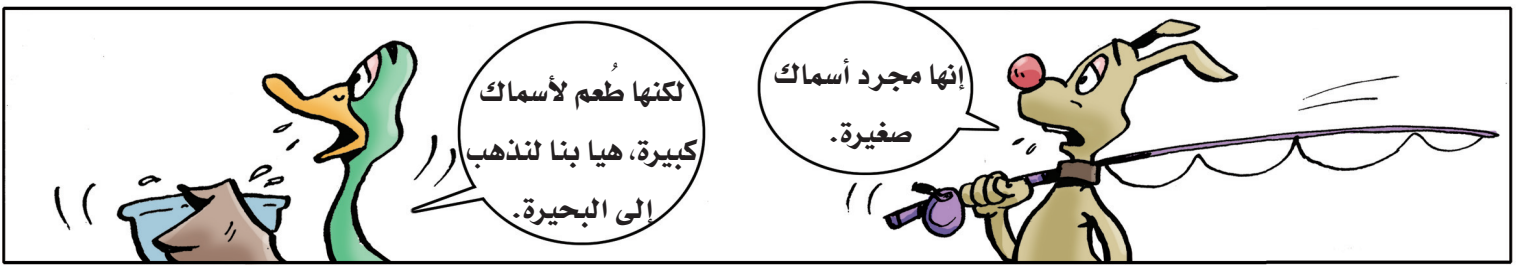 إنها مجرد أسماك
صغيرة.
لكنها طُعم لأسماك
كبيرة، هيا بنا لنذهب
إلى البحيرة.